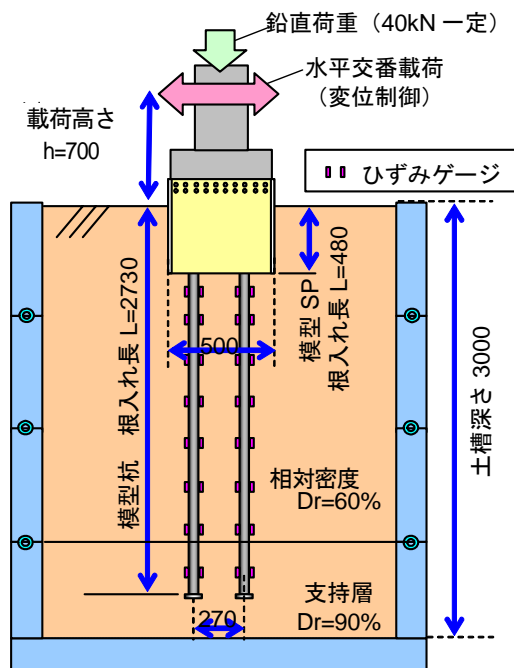 鉛直荷重（40kN 一定）
水平交番載荷
（変位制御）
載荷高さ
h=700
ひずみゲージ
模型杭　根入れ長 L=2730
500
模型 SP
根入れ長 L=480
土槽深さ 3000
相対密度
Dr=60%
支持層
Dr=90%
270